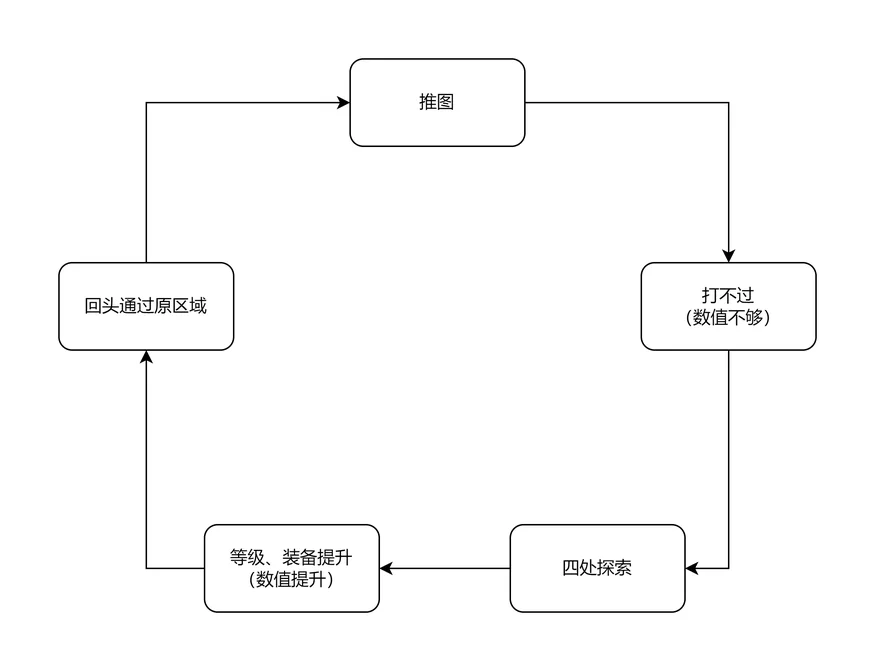 推图
打不过
（数值不够）
四处探索
等级、装备提升
（数值提升）
回头通过原区域